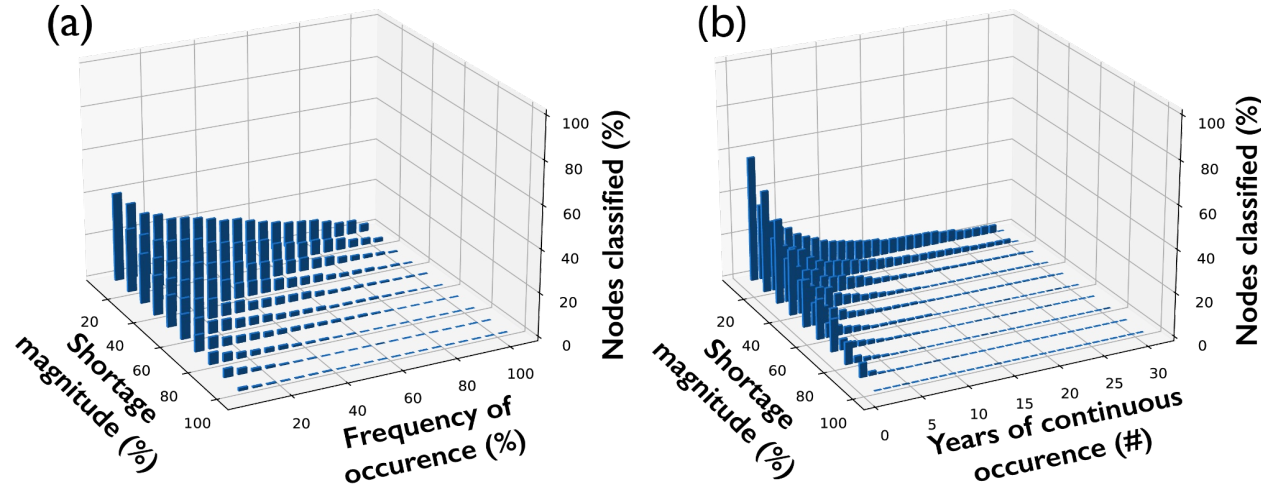 (a)
100
80
60
40
20
0
Nodes classified (%)
20
40
60
80
100
Shortage
magnitude (%)
20
40
60
80
100
Frequency of
occurence (%)
(b)
100
80
60
40
20
0
Nodes classified (%)
20
40
60
80
100
Shortage
magnitude (%)
0
5
10
15
20
25
30
Years of continuous
occurence (#)